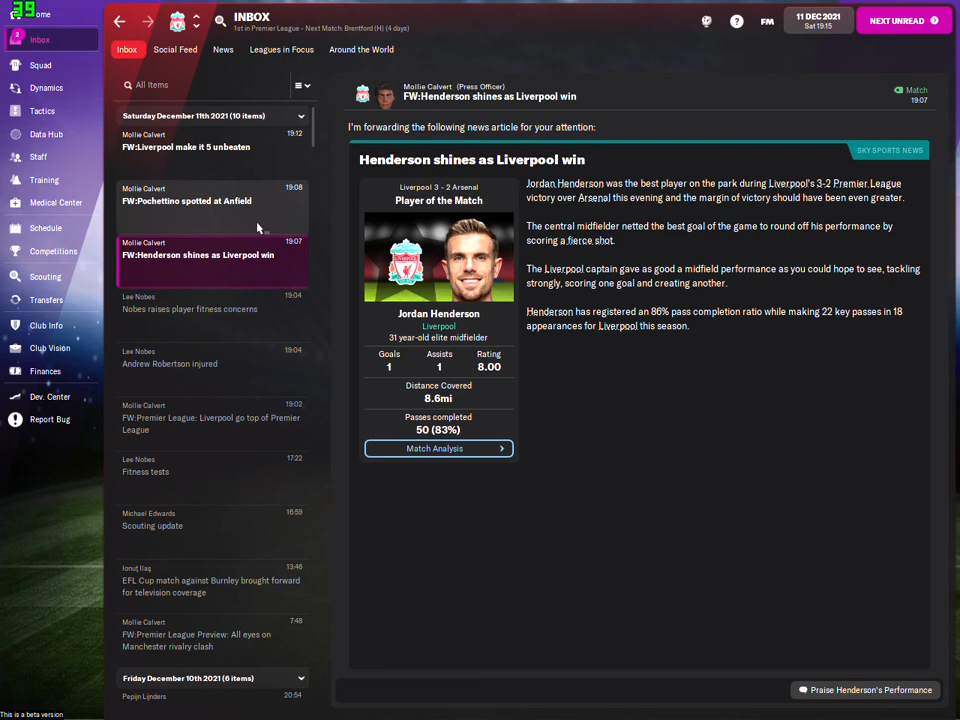 39
ome
2
Inbox
Squad
Dynamics
Tactics
Data Hub
Staff
Training
Medical Center
Schedule
Competitions
Scouting
Transfers
Club Info
Club Vision
Finances
Dev. Center
Report Bug
This is a beta version
INBOX
1st in Premier League - Next Match: Brentford (H) (4 days)
FM
11 DEC 2021
Sat 19:15
NEXT UNREAD
Inbox
Social Feed
News
Leagues in Focus
Around the World
All Items
Saturday December 11th 2021 (10 items)
Mollie Calvert 19:12
FW:Liverpool make it 5 unbeaten
Mollie Calvert 19:08
FW:Pochettino spotted at Anfield
Mollie Calvert 19:07
FW:Henderson shines as Liverpool win
Lee Nobes 19:04
Nobes raises player fitness concerns
Lee Nobes 19:04
Andrew Robertson injured
Mollie Calvert 19:02
FW:Premier League: Liverpool go top of Premier
League
Lee Nobes 17:22
Fitness tests
Michael Edwards 16:59
Scouting update
Ionuț Ilaș 13:46
EFL Cup match against Burnley brought forward
for television coverage
Mollie Calvert 7:48
FW:Premier League Preview: All eyes on
Manchester rivalry clash
Friday December 10th 2021 (6 items)
Pepijn Lijnders 20:54
Mollie Calvert (Press Officer)
FW:Henderson shines as Liverpool win
Match
19:07
I'm forwarding the following news article for your attention:
Henderson shines as Liverpool win
SKY SPORTS NEWS
Liverpool 3 - 2 Arsenal
Player of the Match
Jordan Henderson
Liverpool
31 year-old elite midfielder
Goals Assists Rating
1 1 8.00
Distance Covered
8.6mi
Passes completed
50 (83%)
Match Analysis
Jordan Henderson was the best player on the park during Liverpool's 3-2 Premier League
victory over Arsenal this evening and the margin of victory should have been even greater.
The central midfielder netted the best goal of the game to round off his performance by
scoring a fierce shot.
The Liverpool captain gave as good a midfield performance as you could hope to see, tackling
strongly, scoring one goal and creating another.
Henderson has registered an 86% pass completion ratio while making 22 key passes in 18
appearances for Liverpool this season.
Praise Henderson's Performance